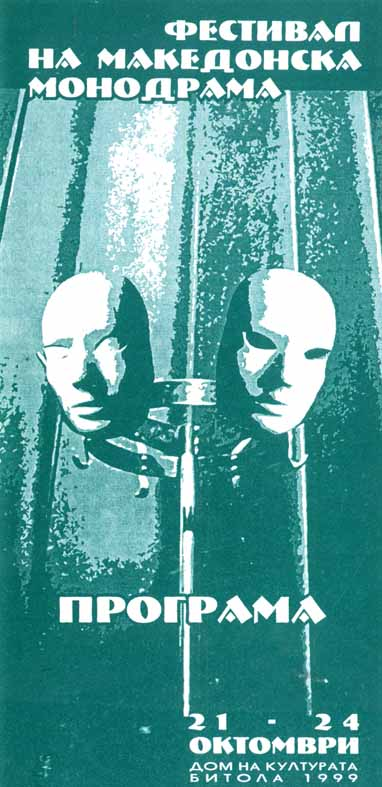 ФЕСТИВАЛ
НА МАКЕДОНСКА
МОНОДРАМА
ПРОГРАМА
21 - 24
ОКТОМВРИ
ДОМ НА КУЛТУРАТА
БИТОЛА 1999